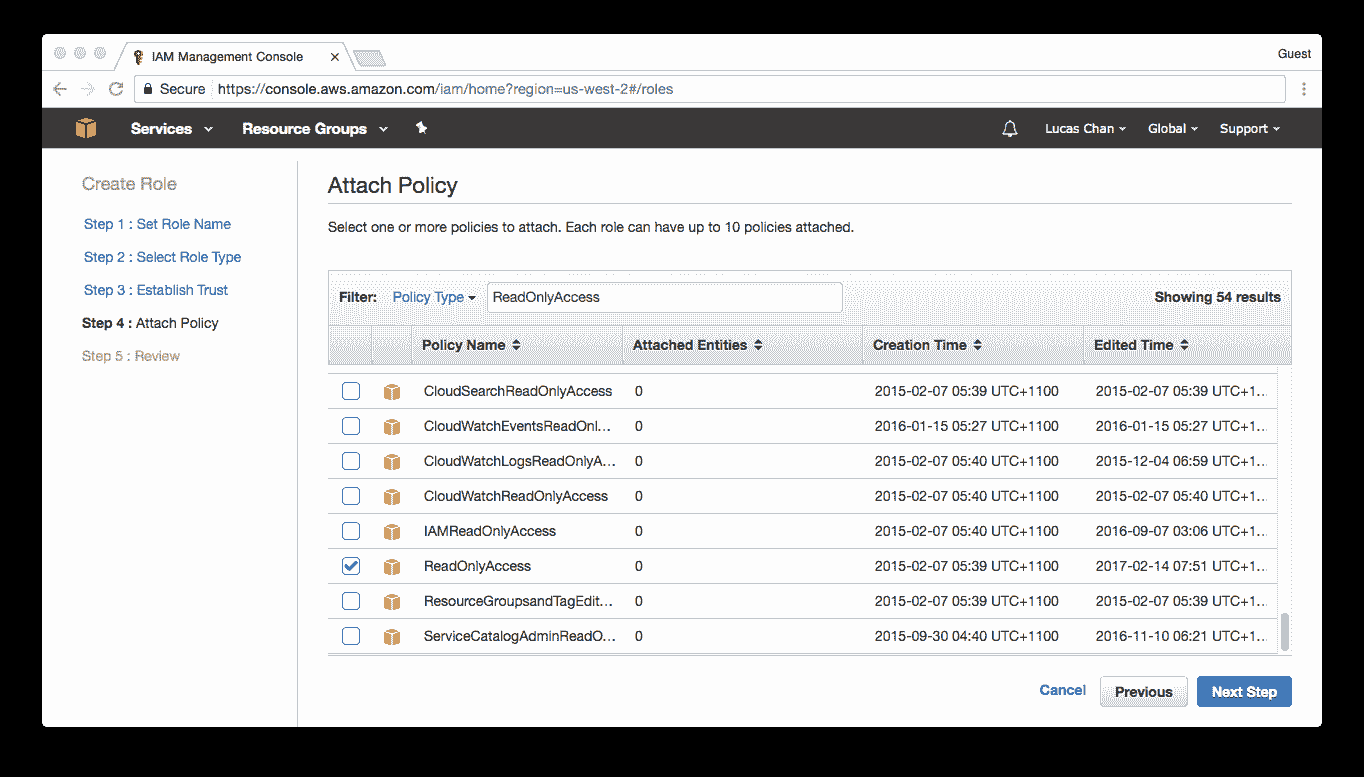 IAM Management Console
Guest
Secure https://console.aws.amazon.com/iam/home?region=us-west-2#/roles
Services Resource Groups Lucas Chan Global Support
Create Role
Step 1 : Set Role Name
Step 2 : Select Role Type
Step 3 : Establish Trust
Step 4 : Attach Policy
Step 5 : Review
Attach Policy
Select one or more policies to attach. Each role can have up to 10 policies attached.
Filter: Policy Type ReadOnlyAccess Showing 54 results
Policy Name Attached Entities Creation Time Edited Time
CloudSearchReadOnlyAccess 0 2015-02-07 05:39 UTC+1100 2015-02-07 05:39 UTC+1...
CloudWatchEventsReadOnl... 0 2016-01-15 05:27 UTC+1100 2016-01-15 05:27 UTC+1...
CloudWatchLogsReadOnlyA... 0 2015-02-07 05:40 UTC+1100 2015-12-04 06:59 UTC+1...
CloudWatchReadOnlyAccess 0 2015-02-07 05:40 UTC+1100 2015-02-07 05:40 UTC+1...
IAMReadOnlyAccess 0 2015-02-07 05:40 UTC+1100 2016-09-07 03:06 UTC+1...
ReadOnlyAccess 0 2015-02-07 05:39 UTC+1100 2017-02-14 07:51 UTC+1...
ResourceGroupsandTagEdit... 0 2015-02-07 05:39 UTC+1100 2015-02-07 05:39 UTC+1...
ServiceCatalogAdminReadO... 0 2015-09-30 04:40 UTC+1100 2016-11-10 06:21 UTC+1...
Cancel Previous Next Step